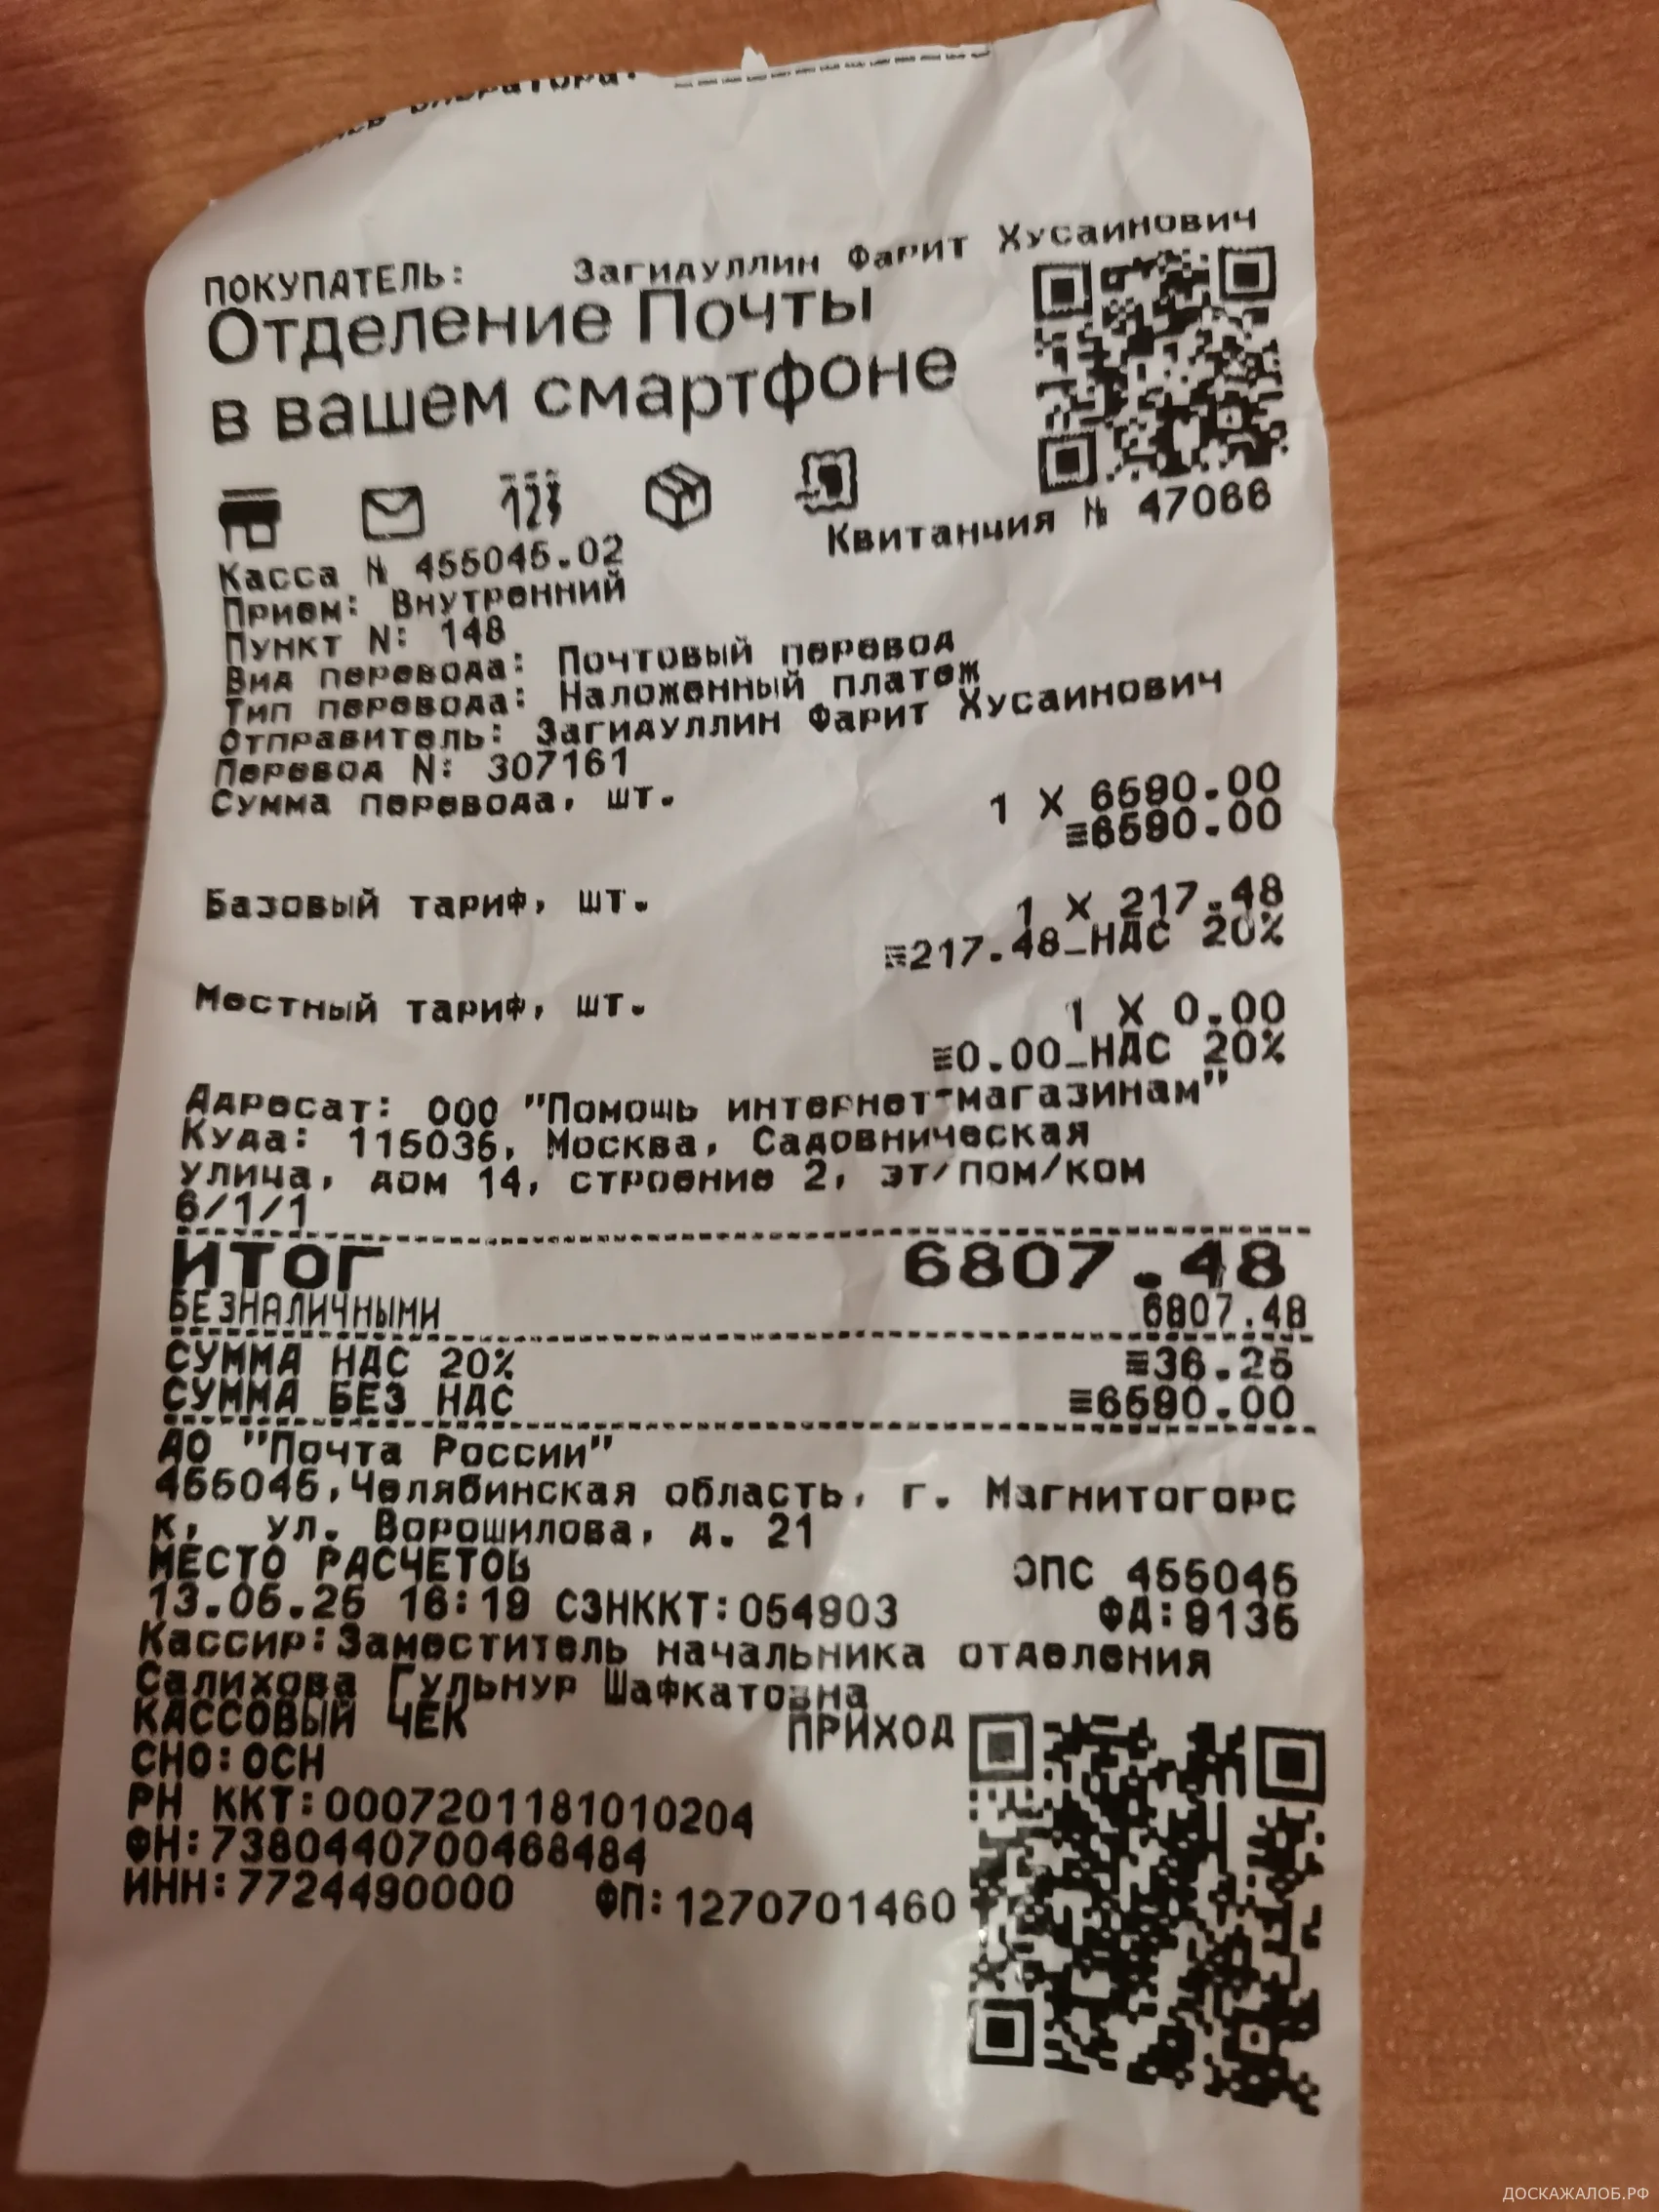 ПОКУПАТЕЛЬ: Загидуллин Фарит Хусаинович
Отделение Почты
в вашем смартфоне
123
Квитанция № 47066
Касса № 455045.02
Прием: Внутренний
Пункт N: 148
Вид перевода: Почтовый перевод
Тип перевода: Наложенный платеж
Отправитель: Загидуллин Фарит Хусаинович
Перевод N: 307161
Сумма перевода, шт. 1 X 6590.00
≡6590.00
Базовый тариф, шт. 1 X 217.48
≡217.48_НДС 20%
Местный тариф, шт. 1 X 0.00
≡0.00_НДС 20%
Адресат: ООО "Помощь интернет-магазинам"
Куда: 115035, Москва, Садовническая
улица, дом 14, строение 2, эт/пом/ком
6/1/1
ИТОГ 6807.48
БЕЗНАЛИЧНЫМИ 6807.48
СУММА НДС 20% ≡36.25
СУММА БЕЗ НДС ≡6590.00
АО "Почта России"
455045,Челябинская область, г. Магнитогорс
к, ул. Ворошилова, д. 21
МЕСТО РАСЧЕТОВ ОПС 455045
13.05.25 16:19 СЗНККТ:054903 ФД:9135
Кассир:Заместитель начальника отделения
Салихова Гульнур Шафкатовна
КАССОВЫЙ ЧЕК ПРИХОД
СНО:ОСН
РН ККТ:0007201181010204
ФН:7380440700468484
ИНН:7724490000 ФП:1270701460
ДОСКАЖАЛОБ.РФ